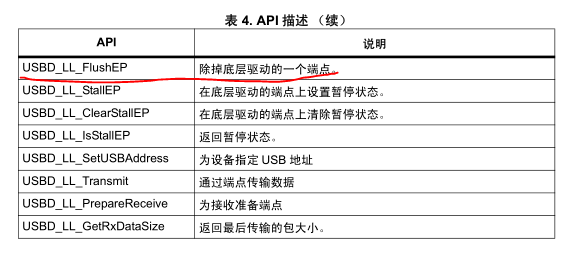 表 4. API 描述 （续）
API 说明
USBD_LL_FlushEP 除掉底层驱动的一个端点。
USBD_LL_StallEP 在底层驱动的端点上设置暂停状态。
USBD_LL_ClearStallEP 在底层驱动的端点上清除暂停状态。
USBD_LL_IsStallEP 返回暂停状态。
USBD_LL_SetUSBAddress 为设备指定 USB 地址
USBD_LL_Transmit 通过端点传输数据
USBD_LL_PrepareReceive 为接收准备端点
USBD_LL_GetRxDataSize 返回最后传输的包大小。